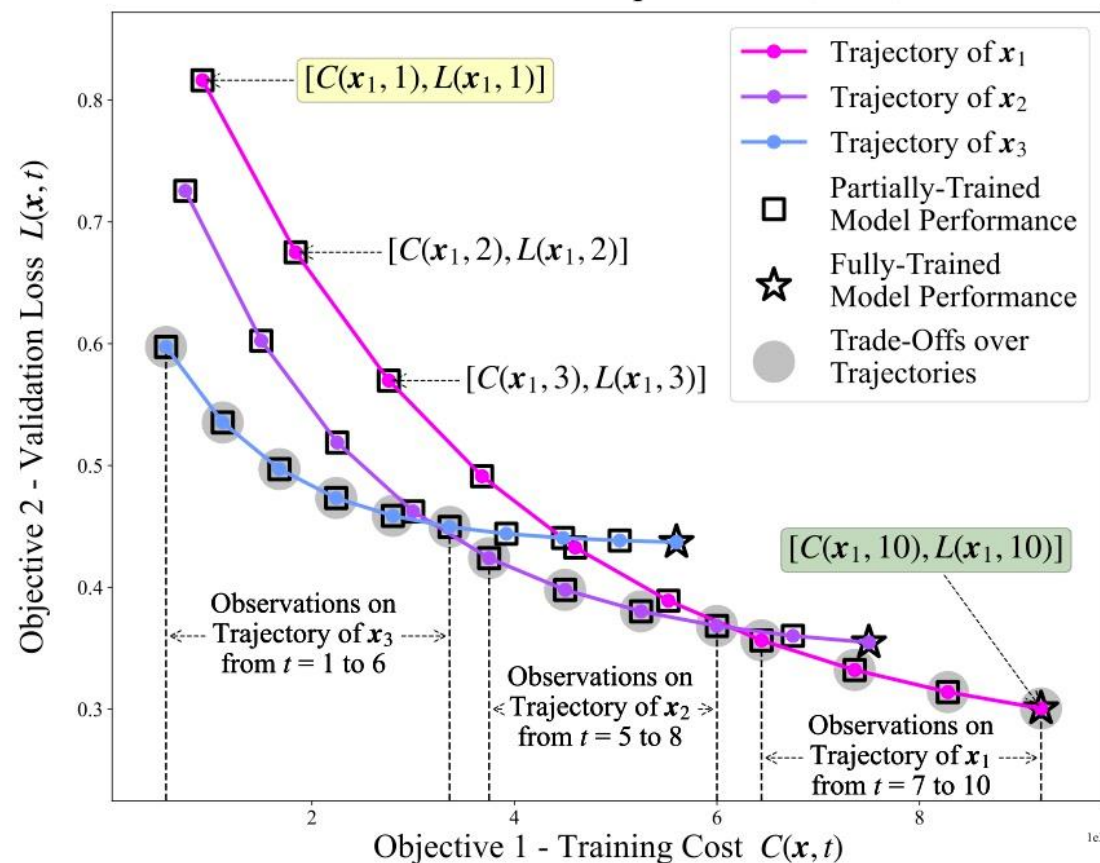 [C(x₁, 1), L(x₁, 1)]
[C(x₁, 2), L(x₁, 2)]
[C(x₁, 3), L(x₁, 3)]
[C(x₁, 10), L(x₁, 10)]
Trajectory of x₁
Trajectory of x₂
Trajectory of x₃
Partially-Trained
Model Performance
Fully-Trained
Model Performance
Trade-Offs over
Trajectories
Objective 2 - Validation Loss L(x, t)
0.8
0.7
0.6
0.5
0.4
0.3
Observations on
Trajectory of x₃
from t = 1 to 6
Observations on
Trajectory of x₂
from t = 5 to 8
Observations on
Trajectory of x₁
from t = 7 to 10
2
4
6
8
Objective 1 - Training Cost C(x, t)